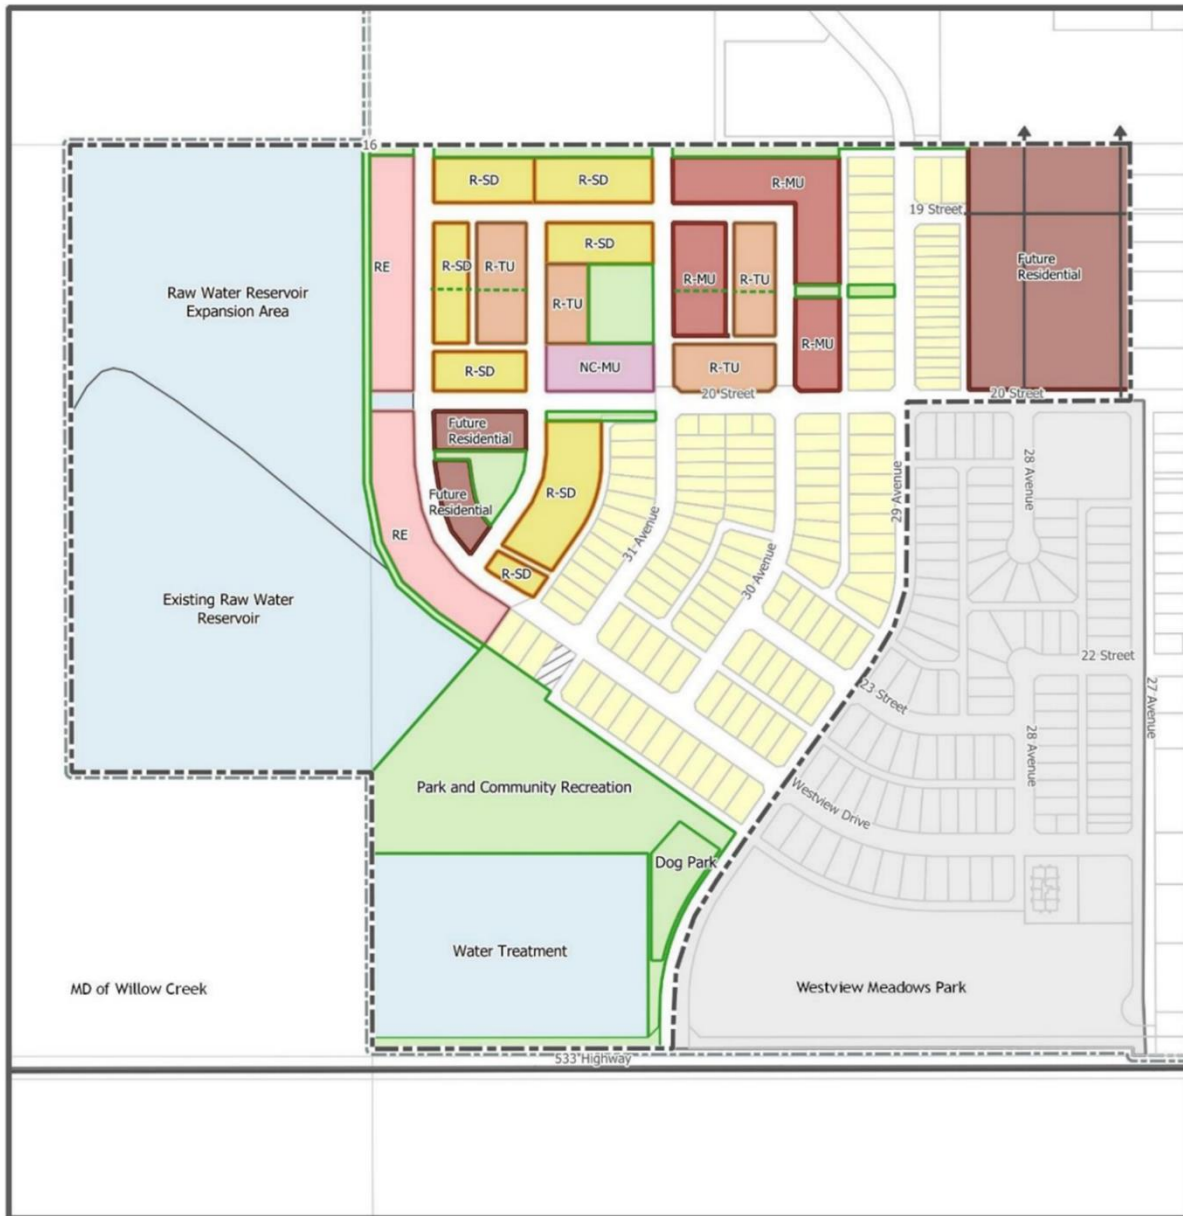 16
R-SD
R-SD
R-MU
19 Street
RE
R-SD
R-TU
R-SD
R-MU
R-TU
Future
Residential
Raw Water Reservoir
Expansion Area
R-TU
R-MU
R-SD
NC-MU
R-TU
20 Street
20 Street
Future
Residential
Future
Residential
R-SD
RE
R-SD
31 Avenue
30 Avenue
29 Avenue
28 Avenue
Existing Raw Water
Reservoir
22 Street
23 Street
27 Avenue
28 Avenue
Park and Community Recreation
Westview Drive
Dog Park
Water Treatment
MD of Willow Creek
Westview Meadows Park
533 Highway